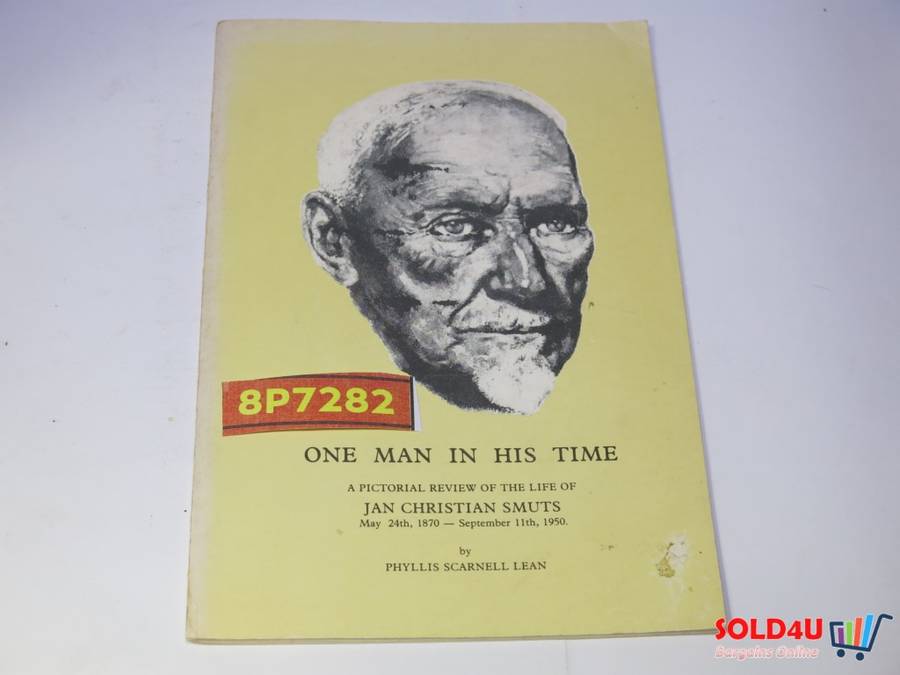 8P7282
ONE MAN IN HIS TIME
A PICTORIAL REVIEW OF THE LIFE OF
JAN CHRISTIAN SMUTS
May 24th, 1870 — September 11th, 1950.
by
PHYLLIS SCARNELL LEAN
SOLD4U
Bargains Online